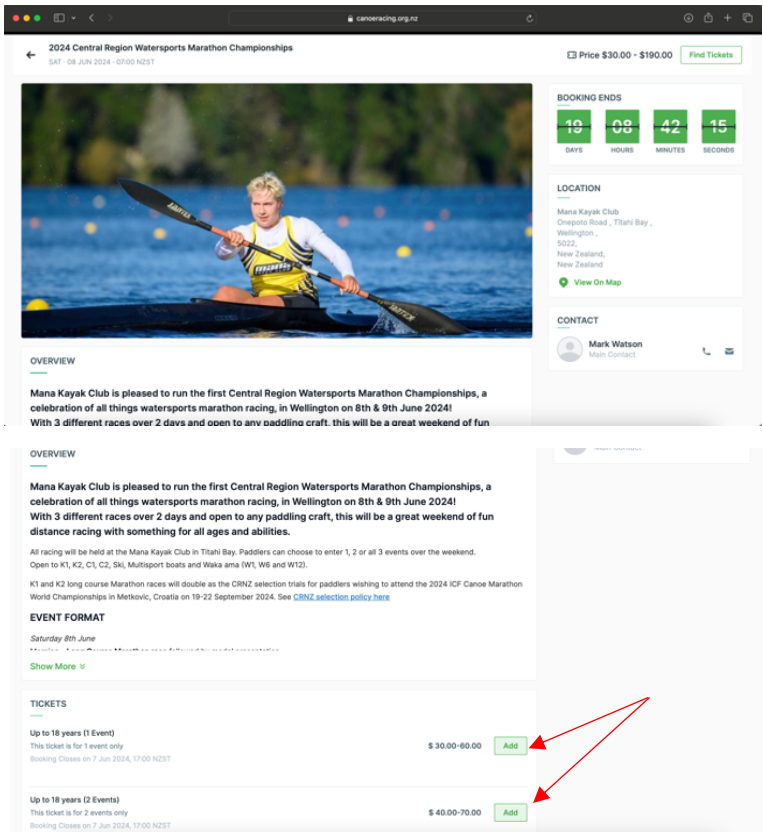 canoeracing.org.nz
2024 Central Region Watersports Marathon Championships
SAT - 08 JUN 2024 - 07:00 NZST
Price $30.00 - $190.00
Find Tickets
BOOKING ENDS
19 08 42 15
DAYS HOURS MINUTES SECONDS
LOCATION
Mana Kayak Club
Onepoto Road , Titahi Bay ,
Wellington ,
5022,
New Zealand,
New Zealand
View On Map
CONTACT
Mark Watson
Main Contact
OVERVIEW
Mana Kayak Club is pleased to run the first Central Region Watersports Marathon Championships, a
celebration of all things watersports marathon racing, in Wellington on 8th & 9th June 2024!
With 3 different races over 2 days and open to any paddling craft, this will be a great weekend of fun
OVERVIEW
Mana Kayak Club is pleased to run the first Central Region Watersports Marathon Championships, a
celebration of all things watersports marathon racing, in Wellington on 8th & 9th June 2024!
With 3 different races over 2 days and open to any paddling craft, this will be a great weekend of fun
distance racing with something for all ages and abilities.
All racing will be held at the Mana Kayak Club in Titahi Bay. Paddlers can choose to enter 1, 2 or all 3 events over the weekend.
Open to K1, K2, C1, C2, Ski, Multisport boats and Waka ama (W1, W6 and W12).
K1 and K2 long course Marathon races will double as the CRNZ selection trials for paddlers wishing to attend the 2024 ICF Canoe Marathon
World Championships in Metkovic, Croatia on 19-22 September 2024. See CRNZ selection policy here
EVENT FORMAT
Saturday 8th June
Show More
TICKETS
Up to 18 years (1 Event)
This ticket is for 1 event only
Booking Closes on 7 Jun 2024, 17:00 NZST
$ 30.00-60.00 Add
Up to 18 years (2 Events)
This ticket is for 2 events only
Booking Closes on 7 Jun 2024, 17:00 NZST
$ 40.00-70.00 Add